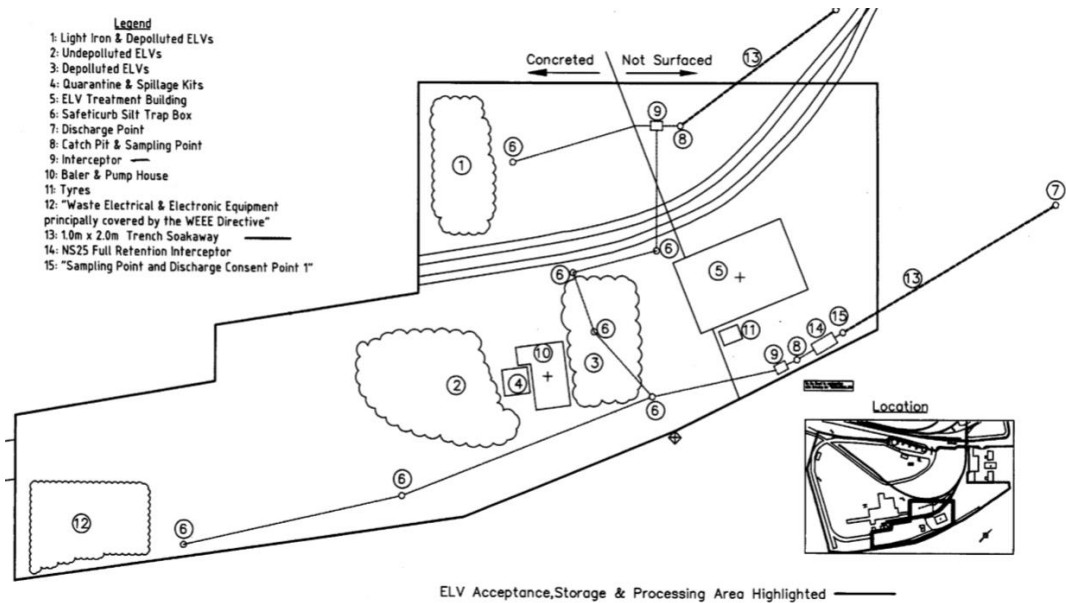 Legend
1: Light Iron & Depolluted ELVs
2: Undepolluted ELVs
3: Depolluted ELVs
4: Quarantine & Spillage Kits
5: ELV Treatment Building
6: Safeticurb Silt Trap Box
7: Discharge Point
8: Catch Pit & Sampling Point
9: Interceptor
10: Baler & Pump House
11: Tyres
12: "Waste Electrical & Electronic Equipment
principally covered by the WEEE Directive"
13: 1.0m x 2.0m Trench Soakaway
14: NS25 Full Retention Interceptor
15: "Sampling Point and Discharge Consent Point 1"
Concreted Not Surfaced
13
9
8
6
1
7
6
6
5
13
6
11
14
15
10
3
9
8
2
4
6
6
12
6
Location
ELV Acceptance,Storage & Processing Area Highlighted